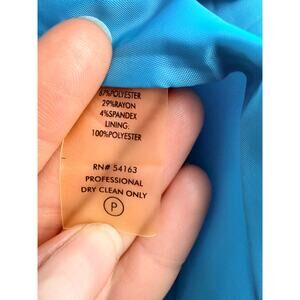 67%POLYESTER
29%RAYON
4%SPANDEX
LINING:
100%POLYESTER
RN# 54163
PROFESSIONAL
DRY CLEAN ONLY
P